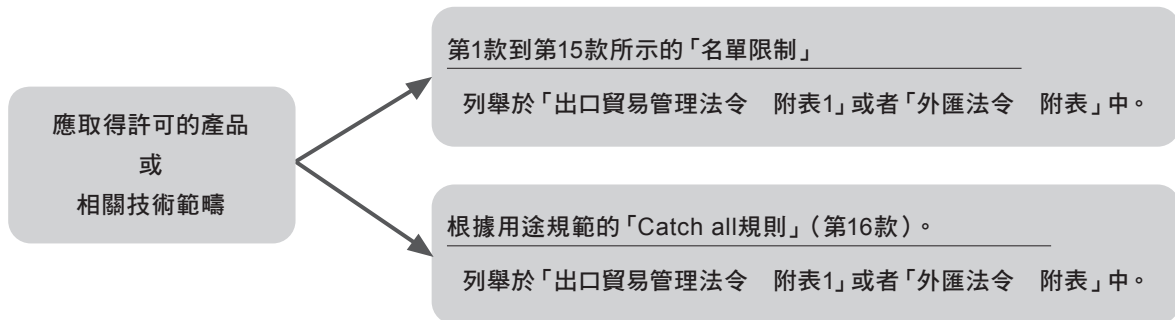 應取得許可的產品
或
相關技術範疇
第1款到第15款所示的「名單限制」
列舉於「出口貿易管理法令　附表1」或者「外匯法令　附表」中。
根據用途規範的「Catch all規則」（第16款）。
列舉於「出口貿易管理法令　附表1」或者「外匯法令　附表」中。